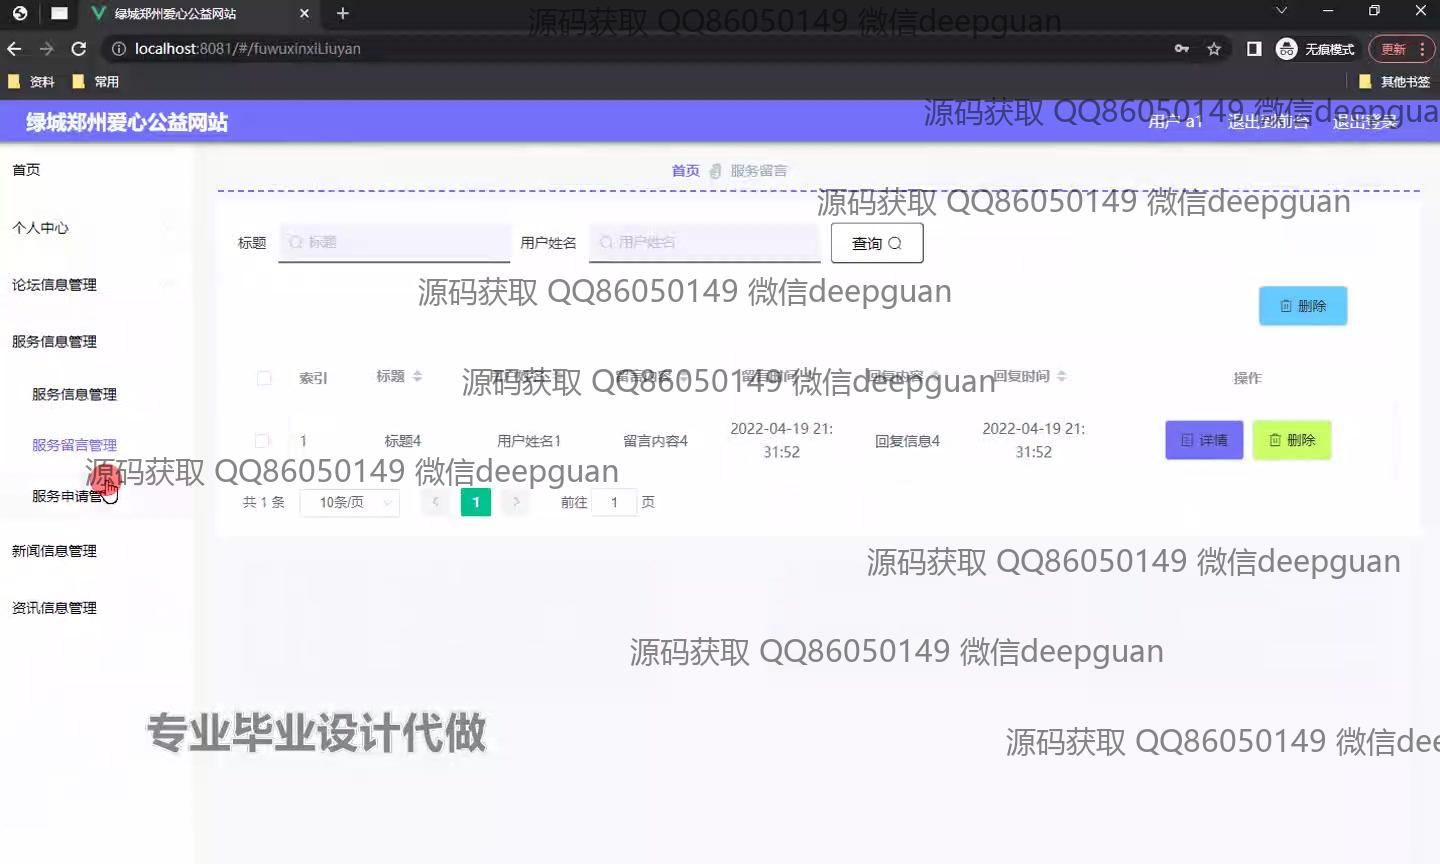 绿城郑州爱心公益网站
源码获取 QQ86050149 微信deepguan
localhost:8081/#/fuwuxinxiLiuyan
无痕模式
更新
资料
常用
其他书签
绿城郑州爱心公益网站
源码获取 QQ86050149 微信deepgua
用户 a1
退出到前台
退出登录
首页
首页
服务留言
源码获取 QQ86050149 微信deepguan
个人中心
标题
标题
用户姓名
用户姓名
查询
论坛信息管理
源码获取 QQ86050149 微信deepguan
删除
服务信息管理
索引
标题
用户姓名
留言内容
留言时间
回复内容
回复时间
操作
源码获取 QQ86050149 微信deepguan
服务信息管理
1
标题4
用户姓名1
留言内容4
2022-04-19 21:
31:52
回复信息4
2022-04-19 21:
31:52
详情
删除
服务留言管理
源码获取 QQ86050149 微信deepguan
服务申请管
共 1 条
10条/页
1
前往
1
页
新闻信息管理
源码获取 QQ86050149 微信deepguan
资讯信息管理
源码获取 QQ86050149 微信deepguan
专业毕业设计代做
源码获取 QQ86050149 微信dee